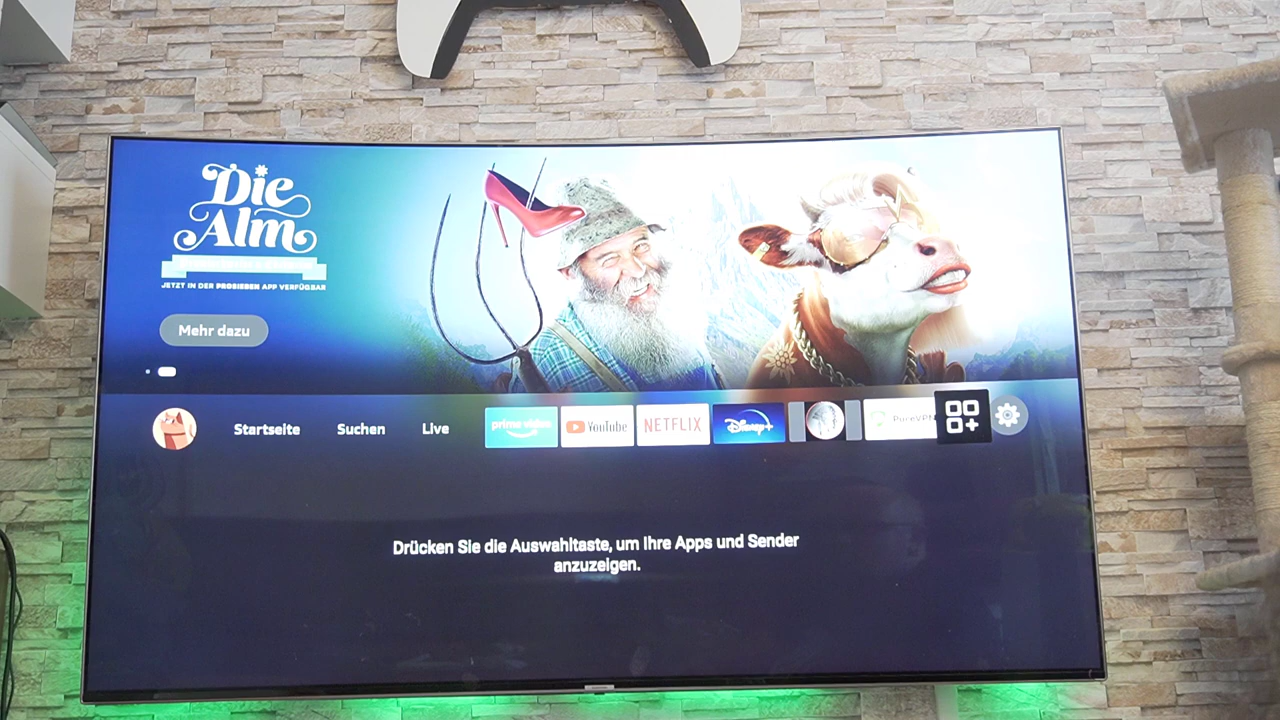 Die
Alm
JETZT IN DER PROSIEBEN APP VERFÜGBAR
Mehr dazu
Startseite
Suchen
Live
prime video
YouTube
NETFLIX
Disney+
PureVPN
Drücken Sie die Auswahltaste, um Ihre Apps und Sender
anzuzeigen.